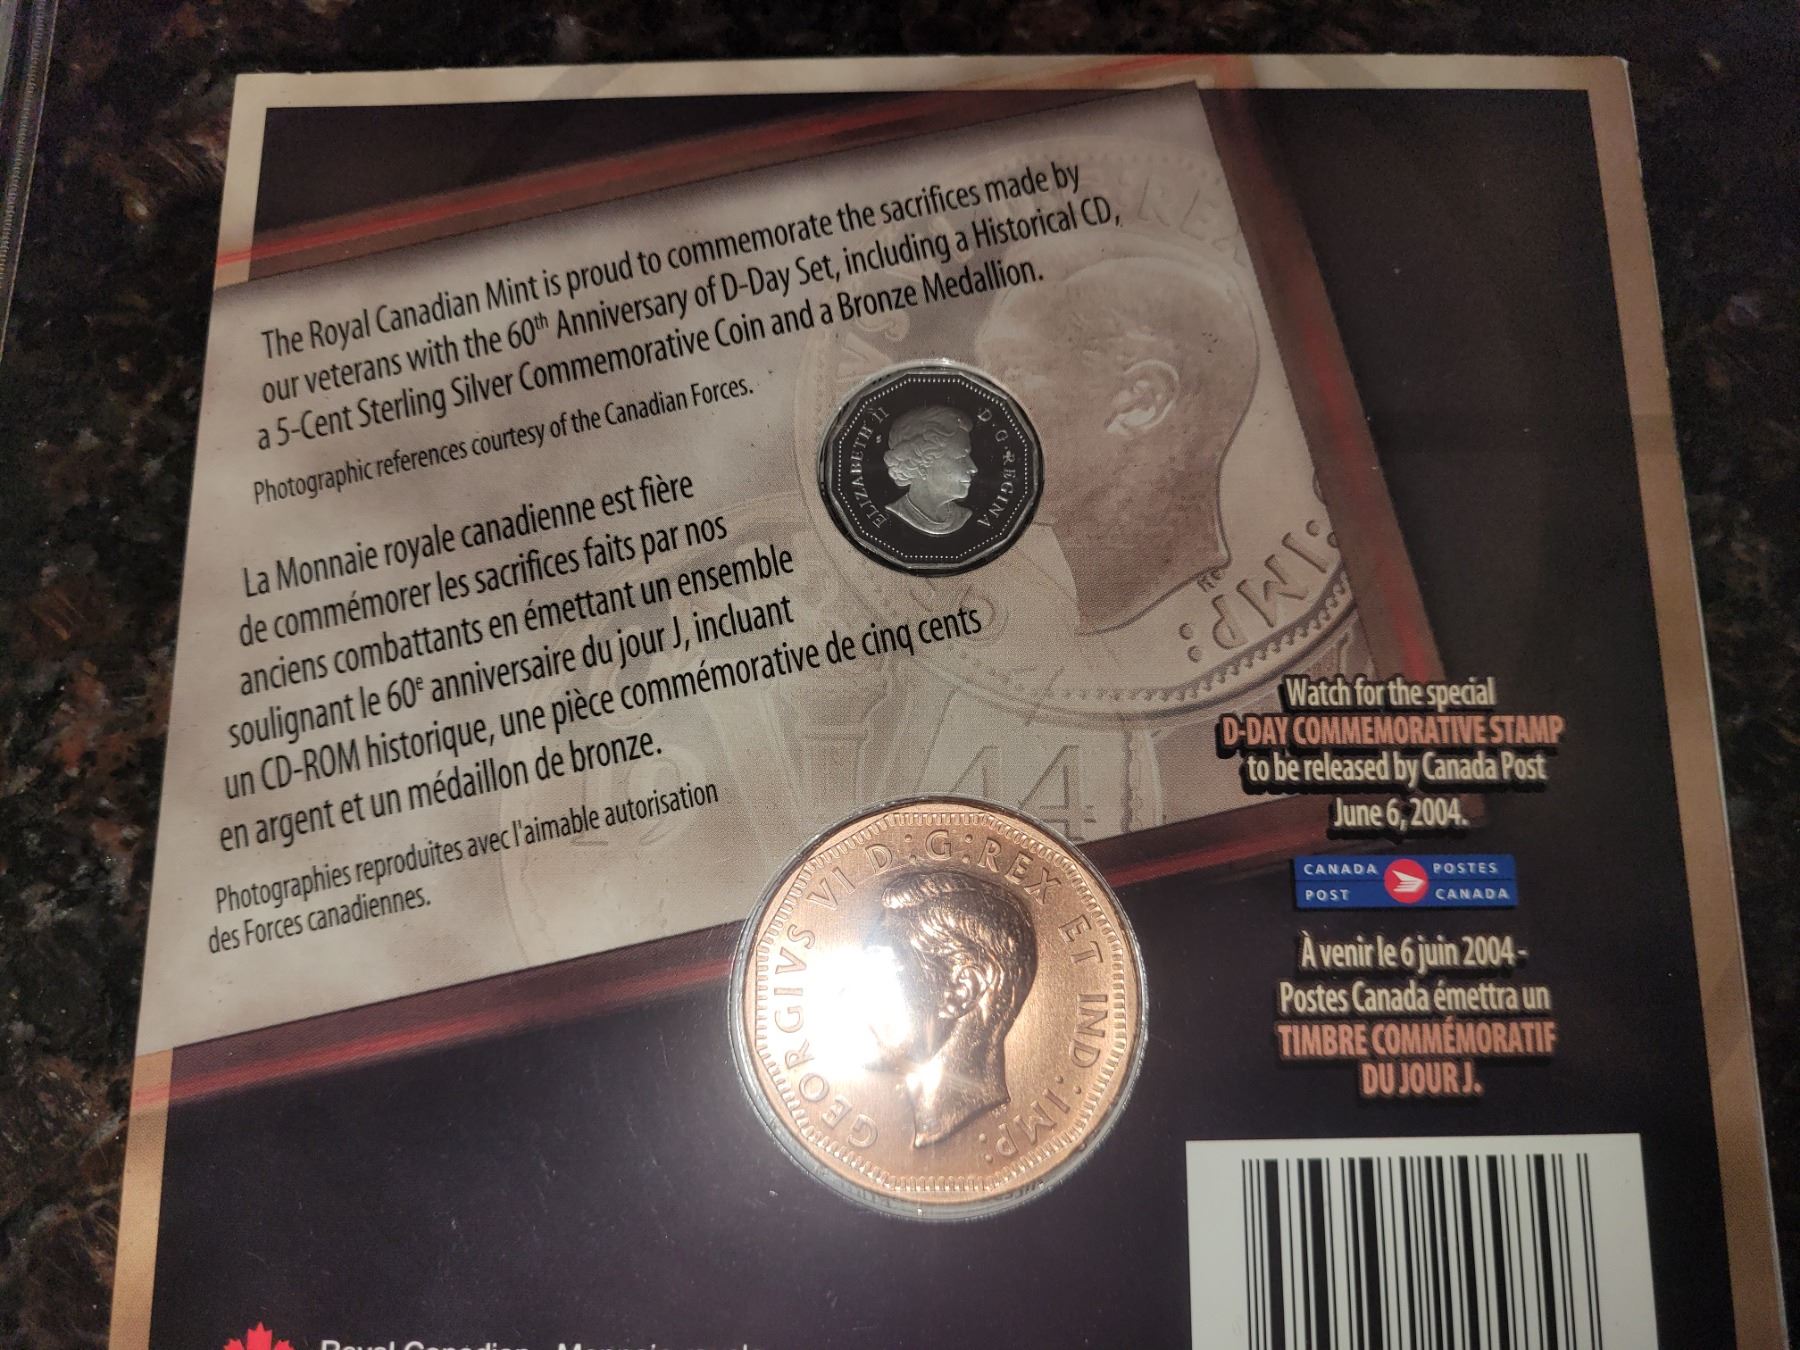 The Royal Canadian Mint is proud to commemorate the sacrifices made by
our veterans with the 60th Anniversary of D-Day Set, including a Historical CD,
a 5-Cent Sterling Silver Commemorative Coin and a Bronze Medallion.
Photographic references courtesy of the Canadian Forces.
La Monnaie royale canadienne est fière
de commémorer les sacrifices faits par nos
anciens combattants en émettant un ensemble
soulignant le 60e anniversaire du jour J, incluant
un CD-ROM historique, une pièce commémorative de cinq cents
en argent et un médaillon de bronze.
Photographies reproduites avec l'aimable autorisation
des Forces canadiennes.
ELIZABETH II D·G·REGINA
G:REX
IMP:
1944
GEORGIVS VI D:G:REX ET IND:IMP:
Watch for the special
D-DAY COMMEMORATIVE STAMP
to be released by Canada Post
June 6, 2004.
CANADA POSTES
POST CANADA
À venir le 6 juin 2004 -
Postes Canada émettra un
TIMBRE COMMÉMORATIF
DU JOUR J.
Royal Canadian Monnaie royale